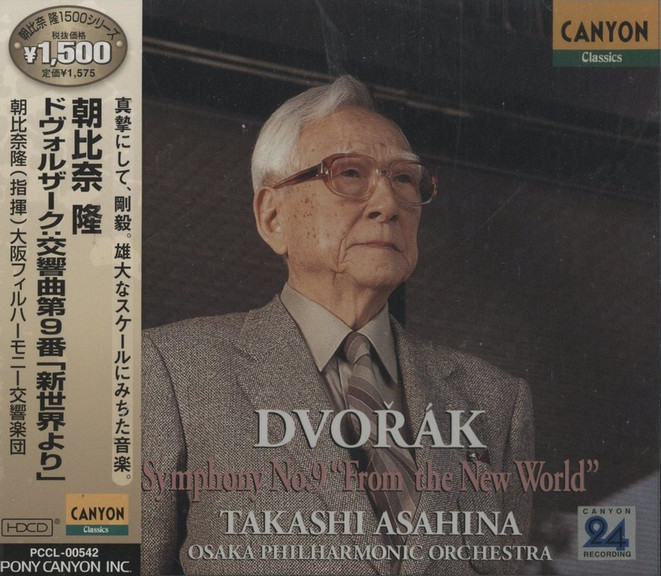 朝比奈 隆1500シリーズ
税抜価格
¥1,500
定価¥1,575
真摯にして、剛毅。雄大なスケールにみちた音楽。
朝比奈 隆
ドヴォルザーク:交響曲第9番「新世界より」
朝比奈隆(指揮)大阪フィルハーモニー交響楽団
HDCD®
CANYON
Classics
PCCL-00542
PONY CANYON INC.
CANYON
Classics
DVOŘÁK
Symphony No.9 “From the New World”
TAKASHI ASAHINA
OSAKA PHILHARMONIC ORCHESTRA
CANYON
24
RECORDING